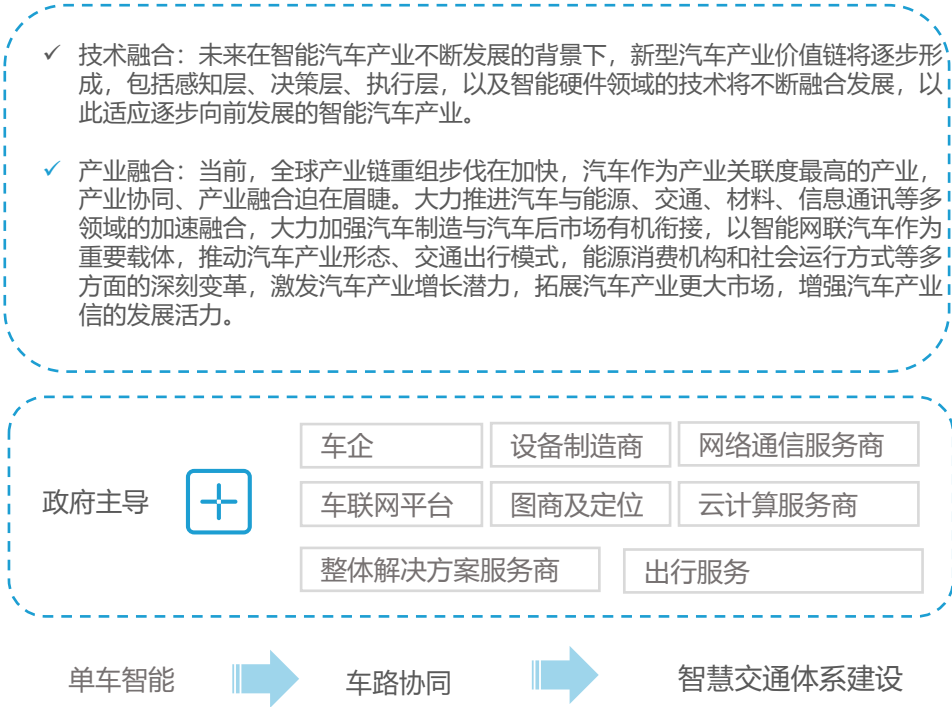 ✓ 技术融合：未来在智能汽车产业不断发展的背景下，新型汽车产业价值链将逐步形
成，包括感知层、决策层、执行层，以及智能硬件领域的技术将不断融合发展，以
此适应逐步向前发展的智能汽车产业。
✓ 产业融合：当前，全球产业链重组步伐在加快，汽车作为产业关联度最高的产业，
产业协同、产业融合迫在眉睫。大力推进汽车与能源、交通、材料、信息通讯等多
领域的加速融合，大力加强汽车制造与汽车后市场有机衔接，以智能网联汽车作为
重要载体，推动汽车产业形态、交通出行模式，能源消费机构和社会运行方式等多
方面的深刻变革，激发汽车产业增长潜力，拓展汽车产业更大市场，增强汽车产业
信的发展活力。
车企 设备制造商 网络通信服务商
政府主导 车联网平台 图商及定位 云计算服务商
整体解决方案服务商 出行服务
单车智能 车路协同 智慧交通体系建设